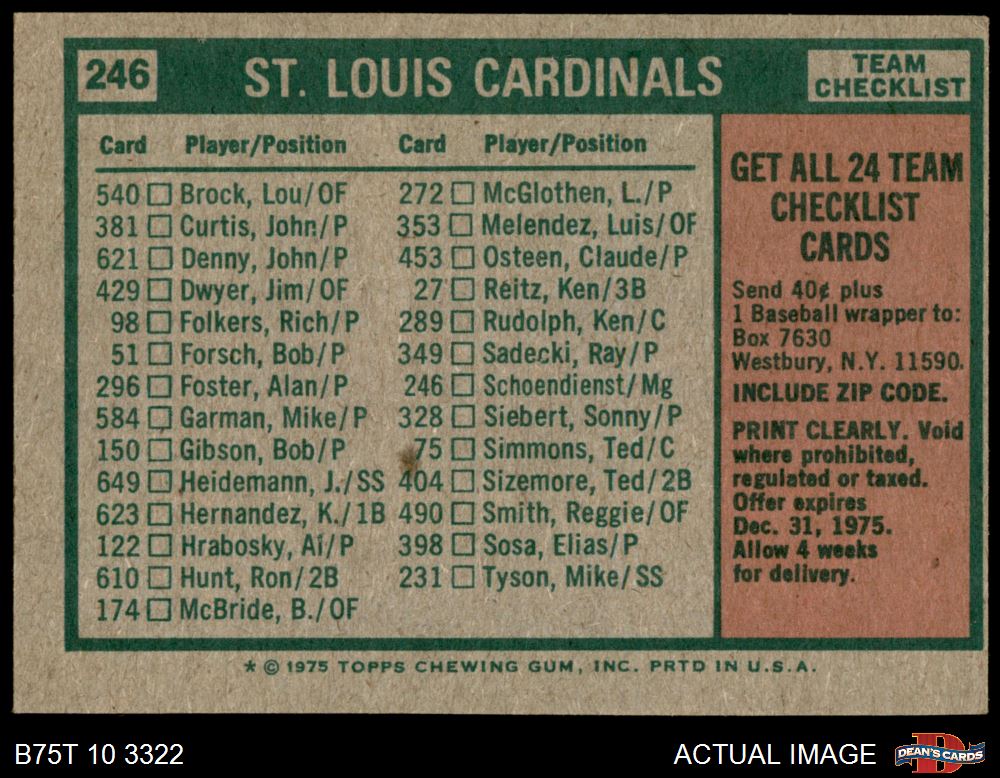 246 ST. LOUIS CARDINALS TEAM CHECKLIST
Card Player/Position Card Player/Position
540 Brock, Lou/OF 272 McGlothen, L./P
381 Curtis, John/P 353 Melendez, Luis/OF
621 Denny, John/P 453 Osteen, Claude/P
429 Dwyer, Jim/OF 27 Reitz, Ken/3B
98 Folkers, Rich/P 289 Rudolph, Ken/C
51 Forsch, Bob/P 349 Sadecki, Ray/P
296 Foster, Alan/P 246 Schoendienst/Mg
584 Garman, Mike/P 328 Siebert, Sonny/P
150 Gibson, Bob/P 75 Simmons, Ted/C
649 Heidemann, J./SS 404 Sizemore, Ted/2B
623 Hernandez, K./1B 490 Smith, Reggie/OF
122 Hrabosky, Al/P 398 Sosa, Elias/P
610 Hunt, Ron/2B 231 Tyson, Mike/SS
174 McBride, B./OF
GET ALL 24 TEAM
CHECKLIST
CARDS
Send 40¢ plus
1 Baseball wrapper to:
Box 7630
Westbury, N.Y. 11590.
INCLUDE ZIP CODE.
PRINT CLEARLY. Void
where prohibited,
regulated or taxed.
Offer expires
Dec. 31, 1975.
Allow 4 weeks
for delivery.
* © 1975 TOPPS CHEWING GUM, INC. PRTD IN U.S.A.
B75T 10 3322 ACTUAL IMAGE DEAN'S CARDS